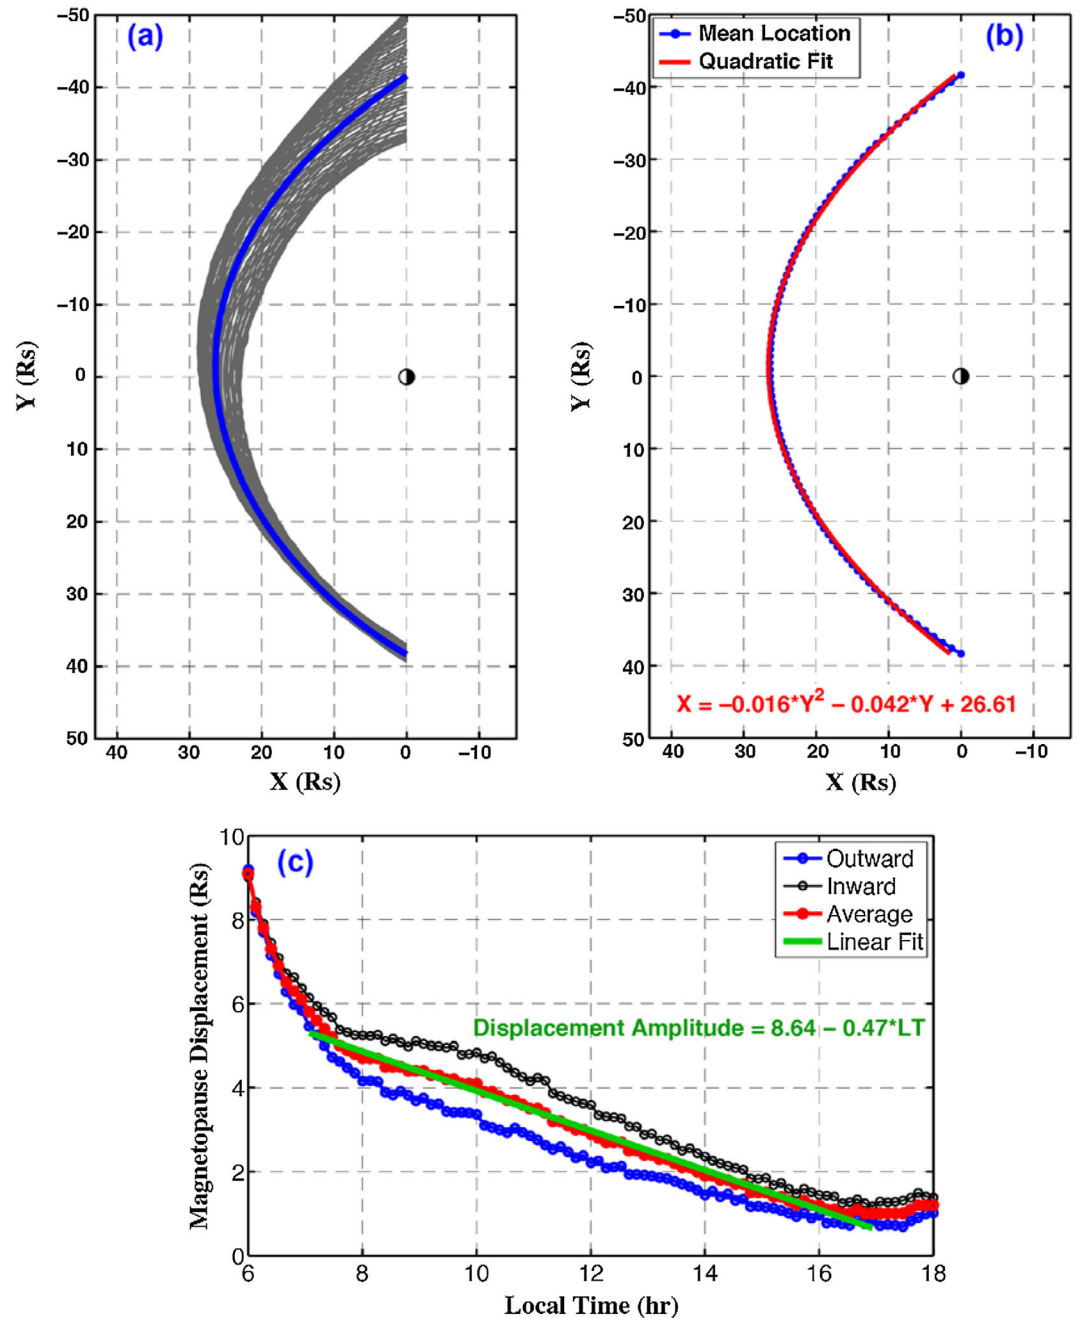 (a)
−50
−40
−30
−20
−10
0
10
20
30
40
50
Y (Rs)
40 30 20 10 0 −10
X (Rs)
(b)
Mean Location
Quadratic Fit
−50
−40
−30
−20
−10
0
10
20
30
40
50
Y (Rs)
X = −0.016*Y² − 0.042*Y + 26.61
40 30 20 10 0 −10
X (Rs)
(c)
Outward
Inward
Average
Linear Fit
Displacement Amplitude = 8.64 − 0.47*LT
10
8
6
4
2
0
Magnetopause Displacement (Rs)
6 8 10 12 14 16 18
Local Time (hr)